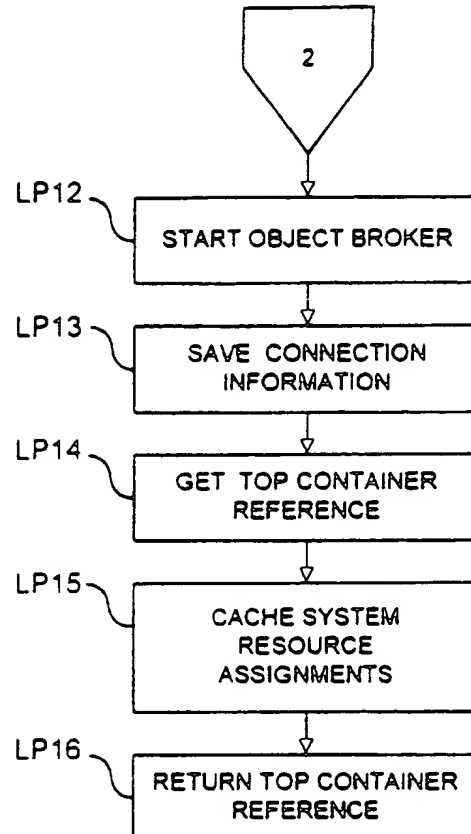 2
LP12
START OBJECT BROKER
LP13
SAVE CONNECTION
INFORMATION
LP14
GET TOP CONTAINER
REFERENCE
LP15
CACHE SYSTEM
RESOURCE
ASSIGNMENTS
LP16
RETURN TOP CONTAINER
REFERENCE